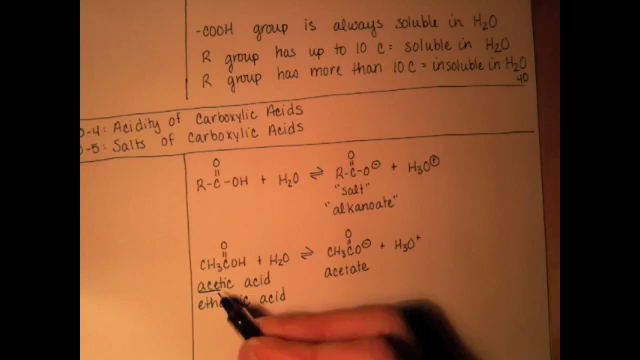 -COOH group is always soluble in H2O
R group has up to 10 C = soluble in H2O
R group has more than 10 C = insoluble in H2O
40
-4: Acidity of Carboxylic Acids
-5: Salts of Carboxylic Acids
O
R-C-OH + H2O ⇌ R-C-O⊖ + H3O⊕
"salt"
"alkanoate"
O
CH3COH + H2O ⇌ CH3CO⊖ + H3O+
acetic acid acetate
acid